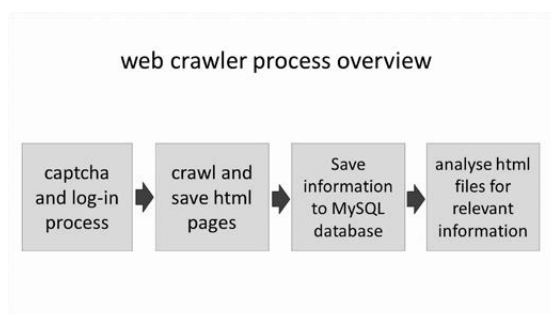 web crawler process overview
captcha
and log-in
process
crawl and
save html
pages
Save
information
to MySQL
database
analyse html
files for
relevant
information